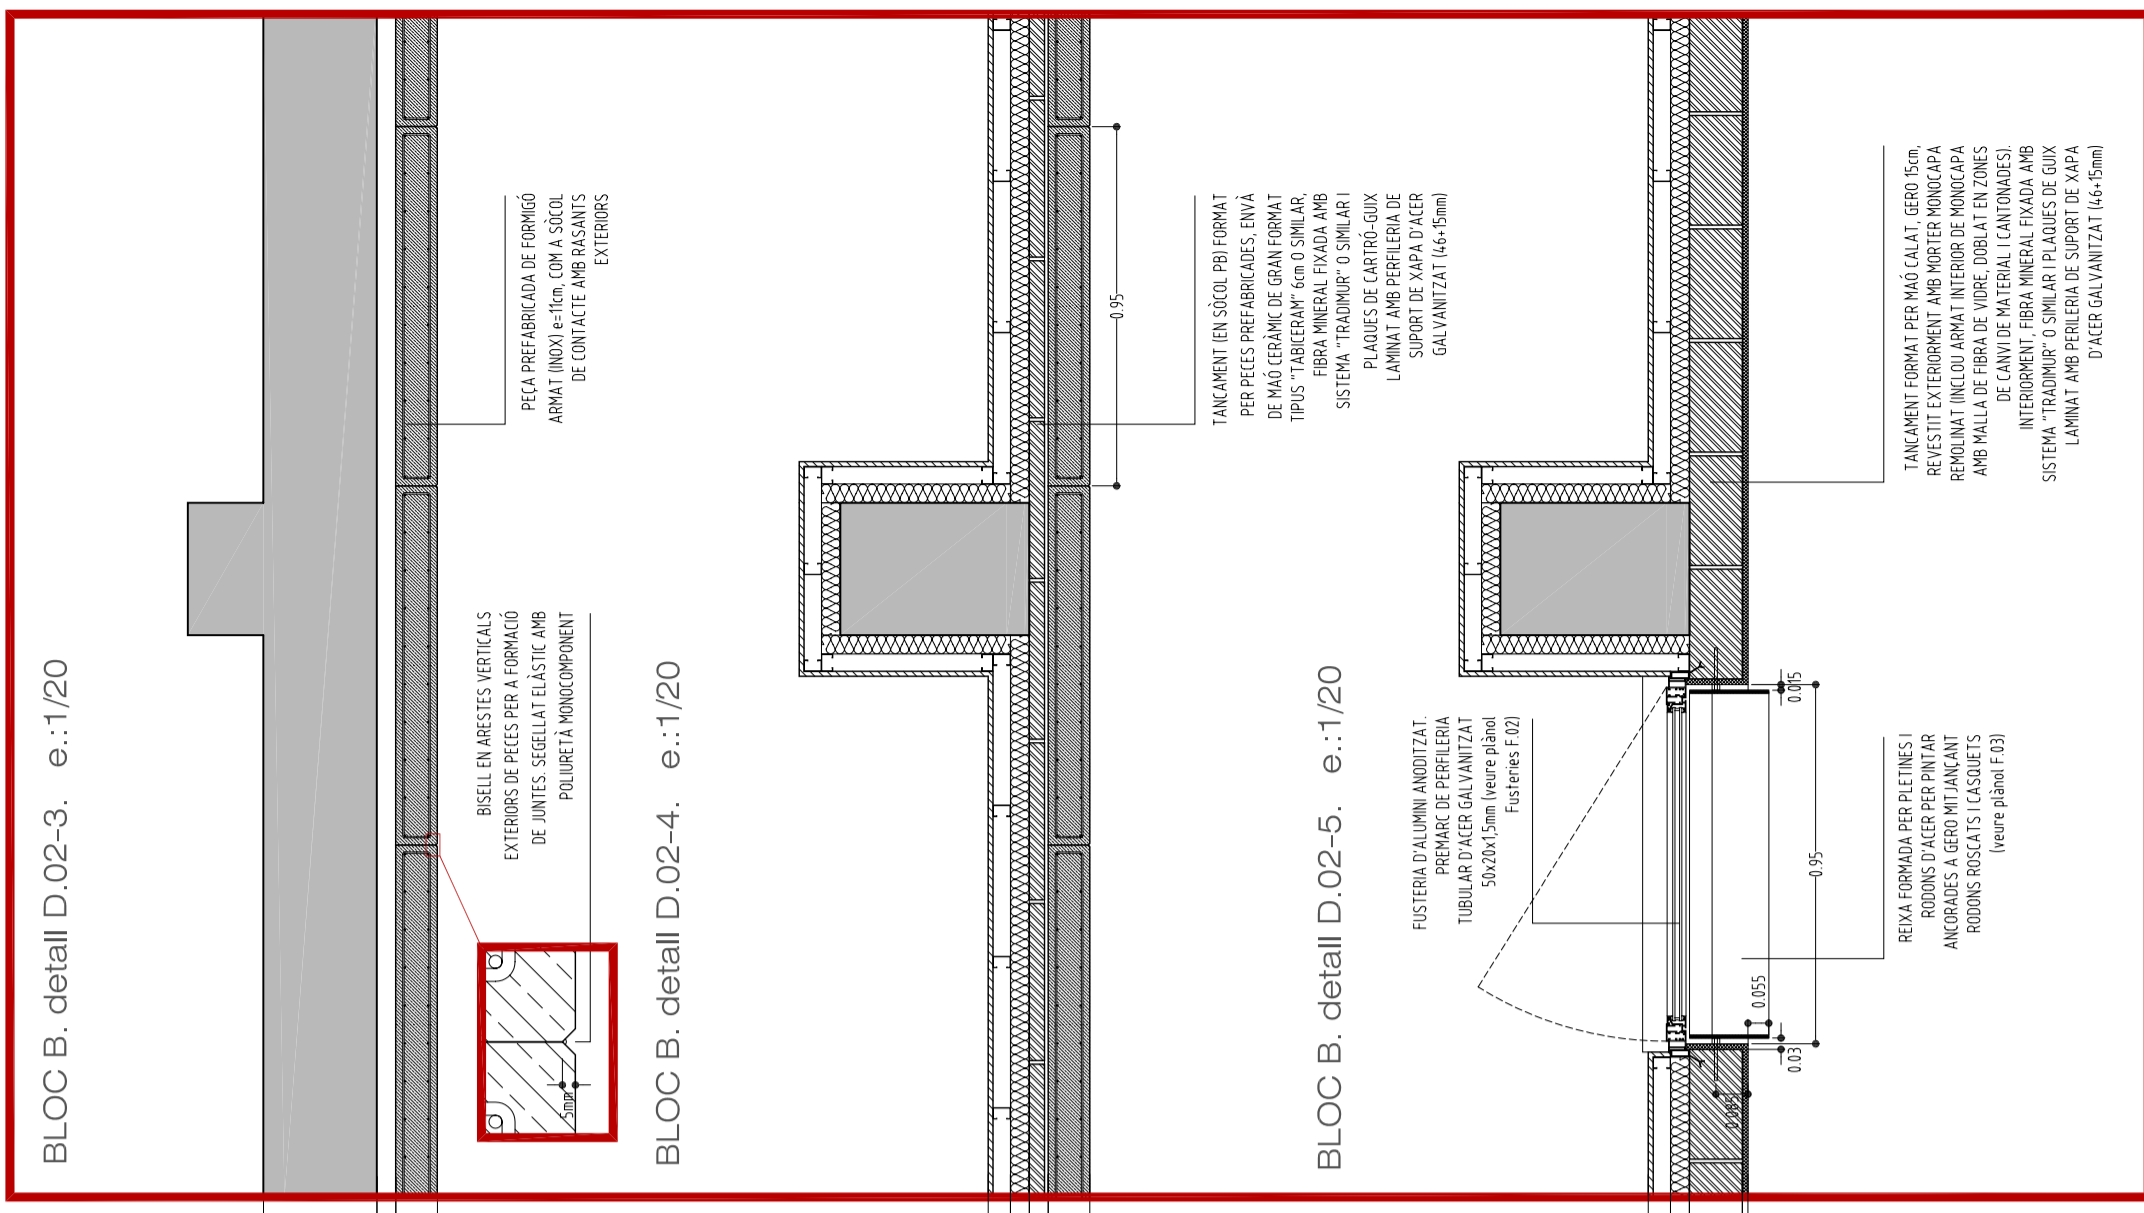 BLOC B. detall D.02-3. e.:1/20
PEÇA PREFABRICADA DE FORMIGÓ
ARMAT (INOX) e=11cm, COM A SÒCOL
DE CONTACTE AMB RASANTS
EXTERIORS
BISELL EN ARESTES VERTICALS
EXTERIORS DE PECES PER A FORMACIÓ
DE JUNTES. SEGELLAT ELÀSTIC AMB
POLIURETÀ MONOCOMPONENT
5mm
BLOC B. detall D.02-4. e.:1/20
0.95
TANCAMENT (EN SÒCOL PB) FORMAT
PER PECES PREFABRICADES, ENVÀ
DE MAÓ CERÀMIC DE GRAN FORMAT
TIPUS "TABICERAM" 6cm O SIMILAR,
FIBRA MINERAL FIXADA AMB
SISTEMA "TRADIMUR" O SIMILAR I
PLAQUES DE CARTRÓ-GUIX
LAMINAT AMB PERFILERIA DE
SUPORT DE XAPA D'ACER
GALVANITZAT (46+15mm)
BLOC B. detall D.02-5. e.:1/20
FUSTERIA D'ALUMINI ANODITZAT.
PREMARC DE PERFILERIA
TUBULAR D'ACER GALVANITZAT
50x20x1,5mm (veure plànol
Fusteries F.02)
0.015
0.95
0.055
0.03
0.085
TANCAMENT FORMAT PER MAÓ CALAT, GERO 15cm,
REVESTIT EXTERIORMENT AMB MORTER MONOCAPA
REMOLINAT (INCLOU ARMAT INTERIOR DE MONOCAPA
AMB MALLA DE FIBRA DE VIDRE, DOBLAT EN ZONES
DE CANVI DE MATERIAL I CANTONADES).
INTERIORMENT, FIBRA MINERAL FIXADA AMB
SISTEMA "TRADIMUR" O SIMILAR I PLAQUES DE GUIX
LAMINAT AMB PERILERIA DE SUPORT DE XAPA
D'ACER GALVANITZAT (46+15mm)
REIXA FORMADA PER PLETINES I
RODONS D'ACER PER PINTAR
ANCORADES A GERO MITJANÇANT
RODONS ROSCATS I CASQUETS
(veure plànol F.03)